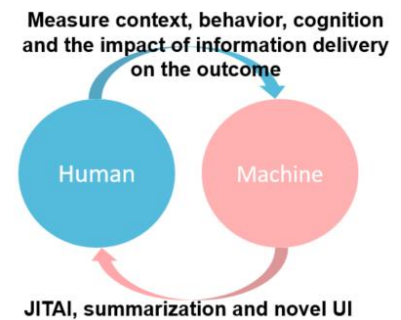 Measure context, behavior, cognition
and the impact of information delivery
on the outcome
Human
Machine
JITAI, summarization and novel UI